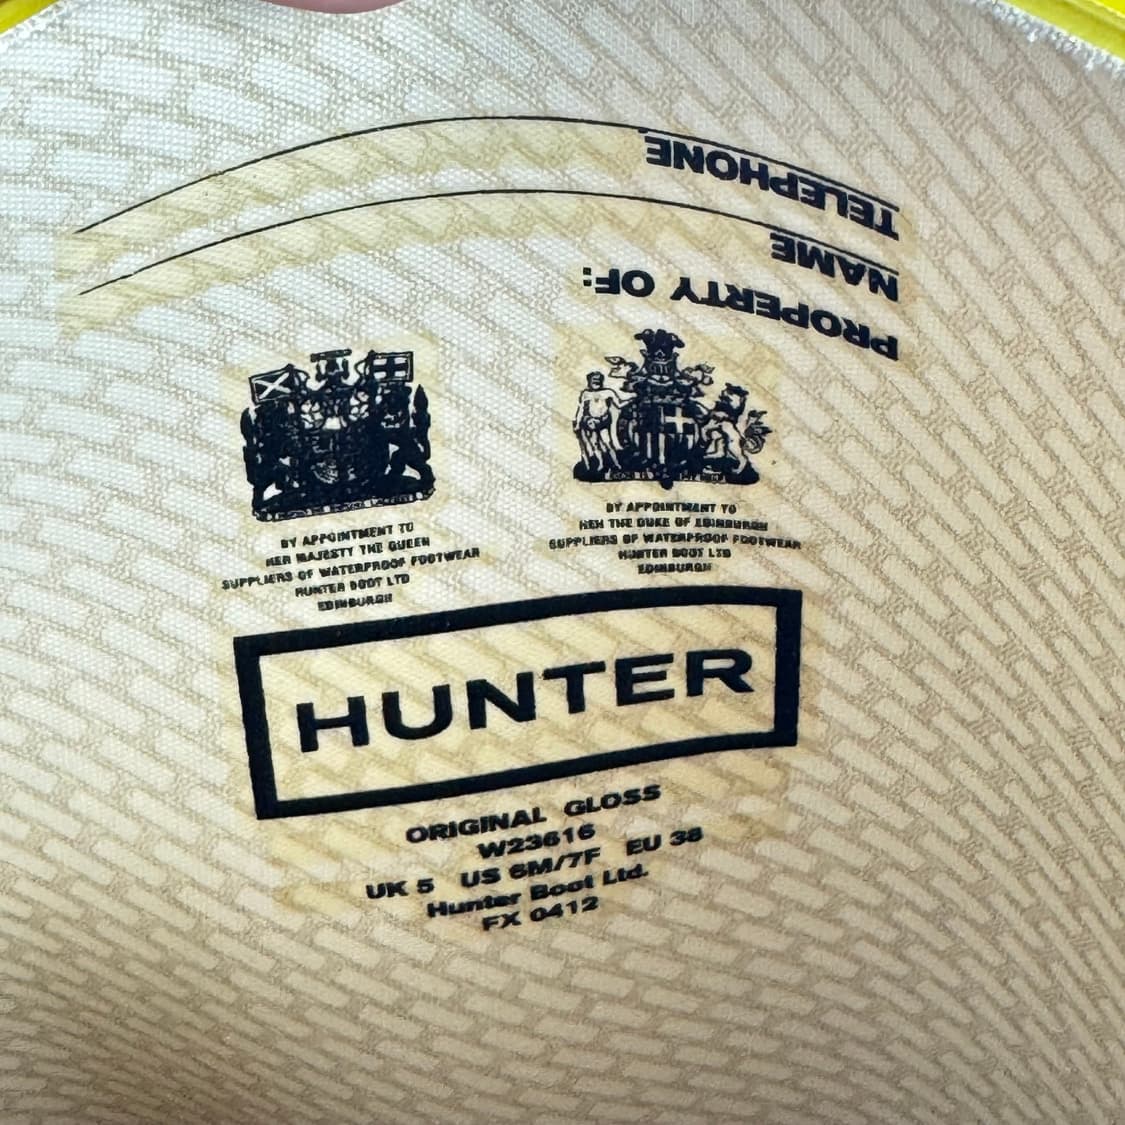 TELEPHONE
NAME
PROPERTY OF:
BY APPOINTMENT TO
HER MAJESTY THE QUEEN
SUPPLIERS OF WATERPROOF FOOTWEAR
HUNTER BOOT LTD
EDINBURGH
BY APPOINTMENT TO
HRH THE DUKE OF EDINBURGH
SUPPLIERS OF WATERPROOF FOOTWEAR
HUNTER BOOT LTD
EDINBURGH
HUNTER
ORIGINAL GLOSS
W23616
UK 5 US 6M/7F EU 38
Hunter Boot Ltd.
FX 0412